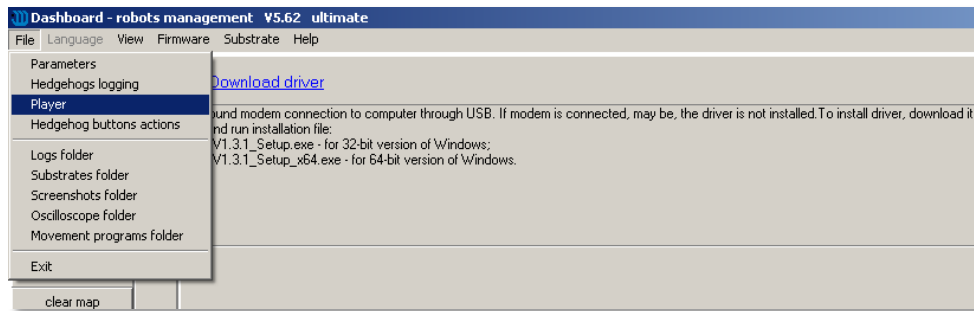 Dashboard - robots management V5.62 ultimate
File Language View Firmware Substrate Help
Parameters
Hedgehogs logging
Player
Hedgehog buttons actions
Logs folder
Substrates folder
Screenshots folder
Oscilloscope folder
Movement programs folder
Exit
clear map
Download driver
modem connection to computer through USB. If modem is connected, may be, the driver is not installed.To install driver, download it
run installation file:
V1.3.1_Setup.exe - for 32-bit version of Windows;
V1.3.1_Setup_x64.exe - for 64-bit version of Windows.